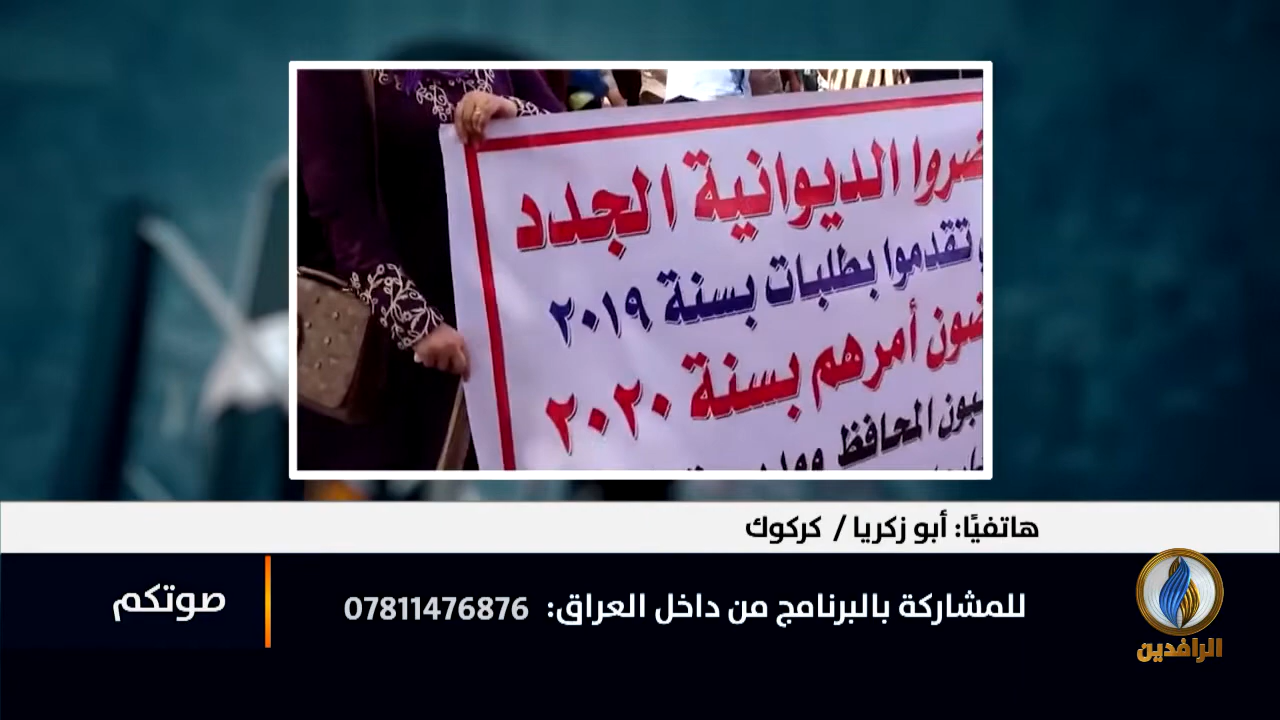 الديوانية الجدد
تقدموا بطلبات بسنة ٢٠١٩
أمرهم بسنة ٢٠٢٠
المحافظ
هاتفيًا: أبو زكريا / كركوك
للمشاركة بالبرنامج من داخل العراق: 07811476876
صوتكم
الرافدين